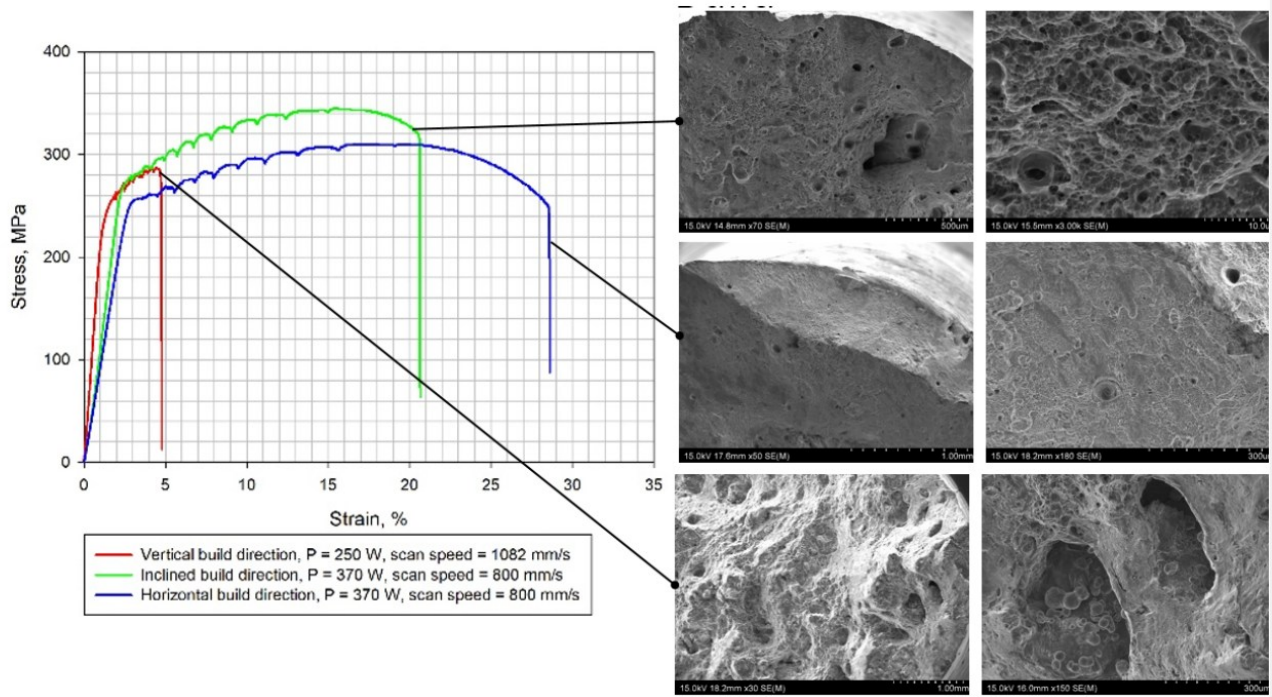 400
300
200
100
0
Stress, MPa
0 5 10 15 20 25 30 35
Strain, %
Vertical build direction, P = 250 W, scan speed = 1082 mm/s
Inclined build direction, P = 370 W, scan speed = 800 mm/s
Horizontal build direction, P = 370 W, scan speed = 800 mm/s
15.0kV 14.8mm x70 SE(M) 500um
15.0kV 15.5mm x3.00k SE(M) 10.0
15.0kV 17.6mm x50 SE(M) 1.00mm
15.0kV 18.2mm x180 SE(M) 300u
15.0kV 18.2mm x30 SE(M) 1.00mm
15.0kV 16.0mm x150 SE(M) 300u